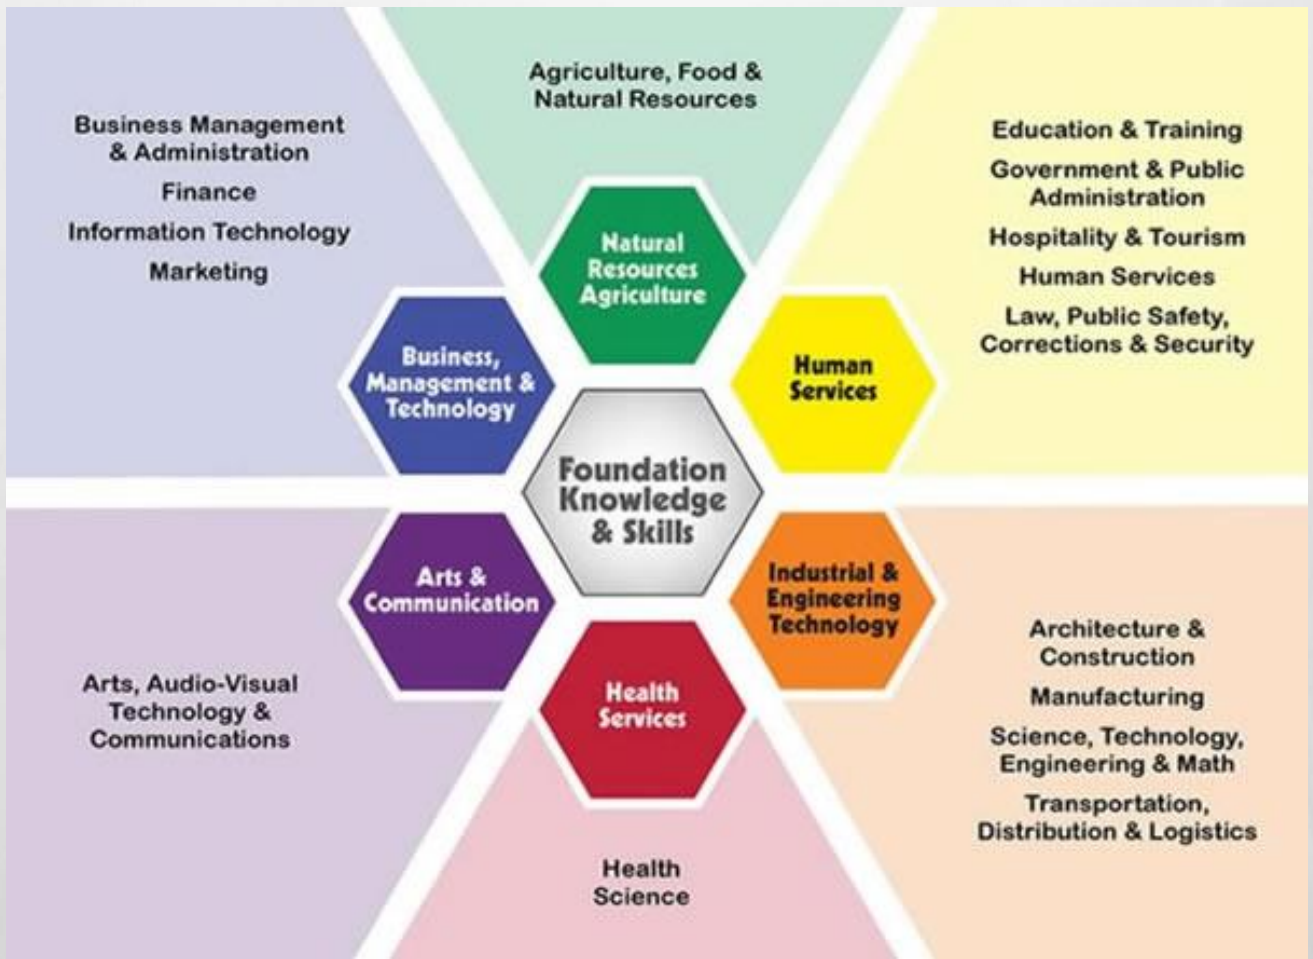 Agriculture, Food &
Natural Resources
Business Management
& Administration
Finance
Information Technology
Marketing
Education & Training
Government & Public
Administration
Hospitality & Tourism
Human Services
Law, Public Safety,
Corrections & Security
Natural
Resources
Agriculture
Business,
Management &
Technology
Human
Services
Foundation
Knowledge
& Skills
Arts &
Communication
Industrial &
Engineering
Technology
Health
Services
Arts, Audio-Visual
Technology &
Communications
Architecture &
Construction
Manufacturing
Science, Technology,
Engineering & Math
Transportation,
Distribution & Logistics
Health
Science